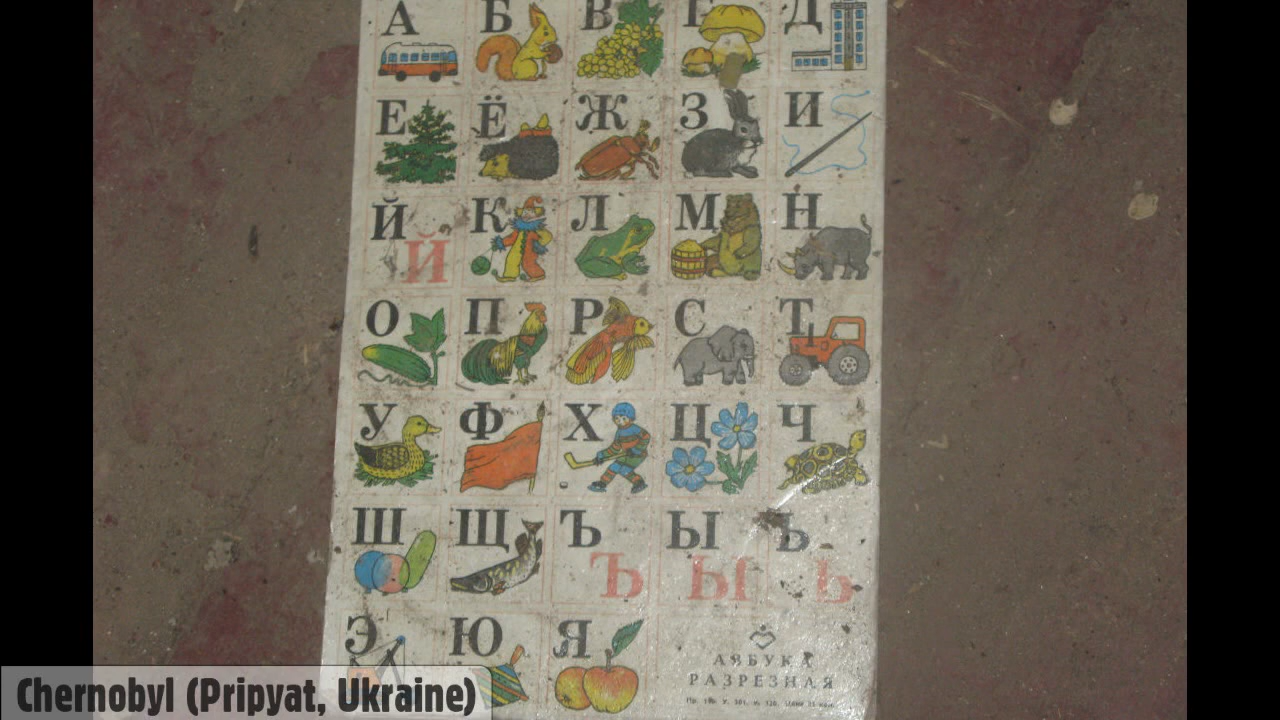 А Б В Г Д
Е Ё Ж З И
Й Й К Л М Н
О П Р С Т
У Ф Х Ц Ч
Ш Щ Ъ Ъ Ы Ы Ь Ь
Э Ю Я
АЗБУКА
РАЗРЕЗНАЯ
Chernobyl (Pripyat, Ukraine)